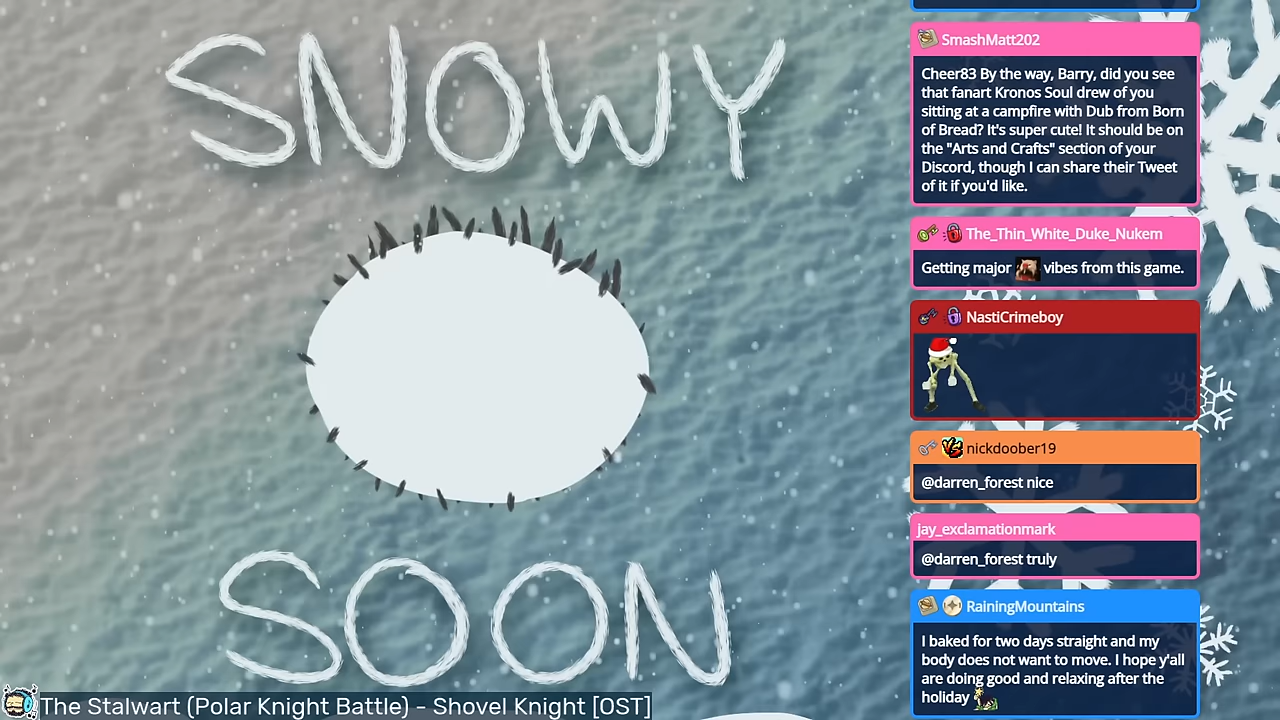 SNOWY
SOON
The Stalwart (Polar Knight Battle) - Shovel Knight [OST]
SmashMatt202
Cheer83 By the way, Barry, did you see
that fanart Kronos Soul drew of you
sitting at a campfire with Dub from Born
of Bread? It's super cute! It should be on
the "Arts and Crafts" section of your
Discord, though I can share their Tweet
of it if you'd like.
The_Thin_White_Duke_Nukem
Getting major vibes from this game.
NastiCrimeboy
nickdoober19
@darren_forest nice
jay_exclamationmark
@darren_forest truly
RainingMountains
I baked for two days straight and my
body does not want to move. I hope y'all
are doing good and relaxing after the
holiday